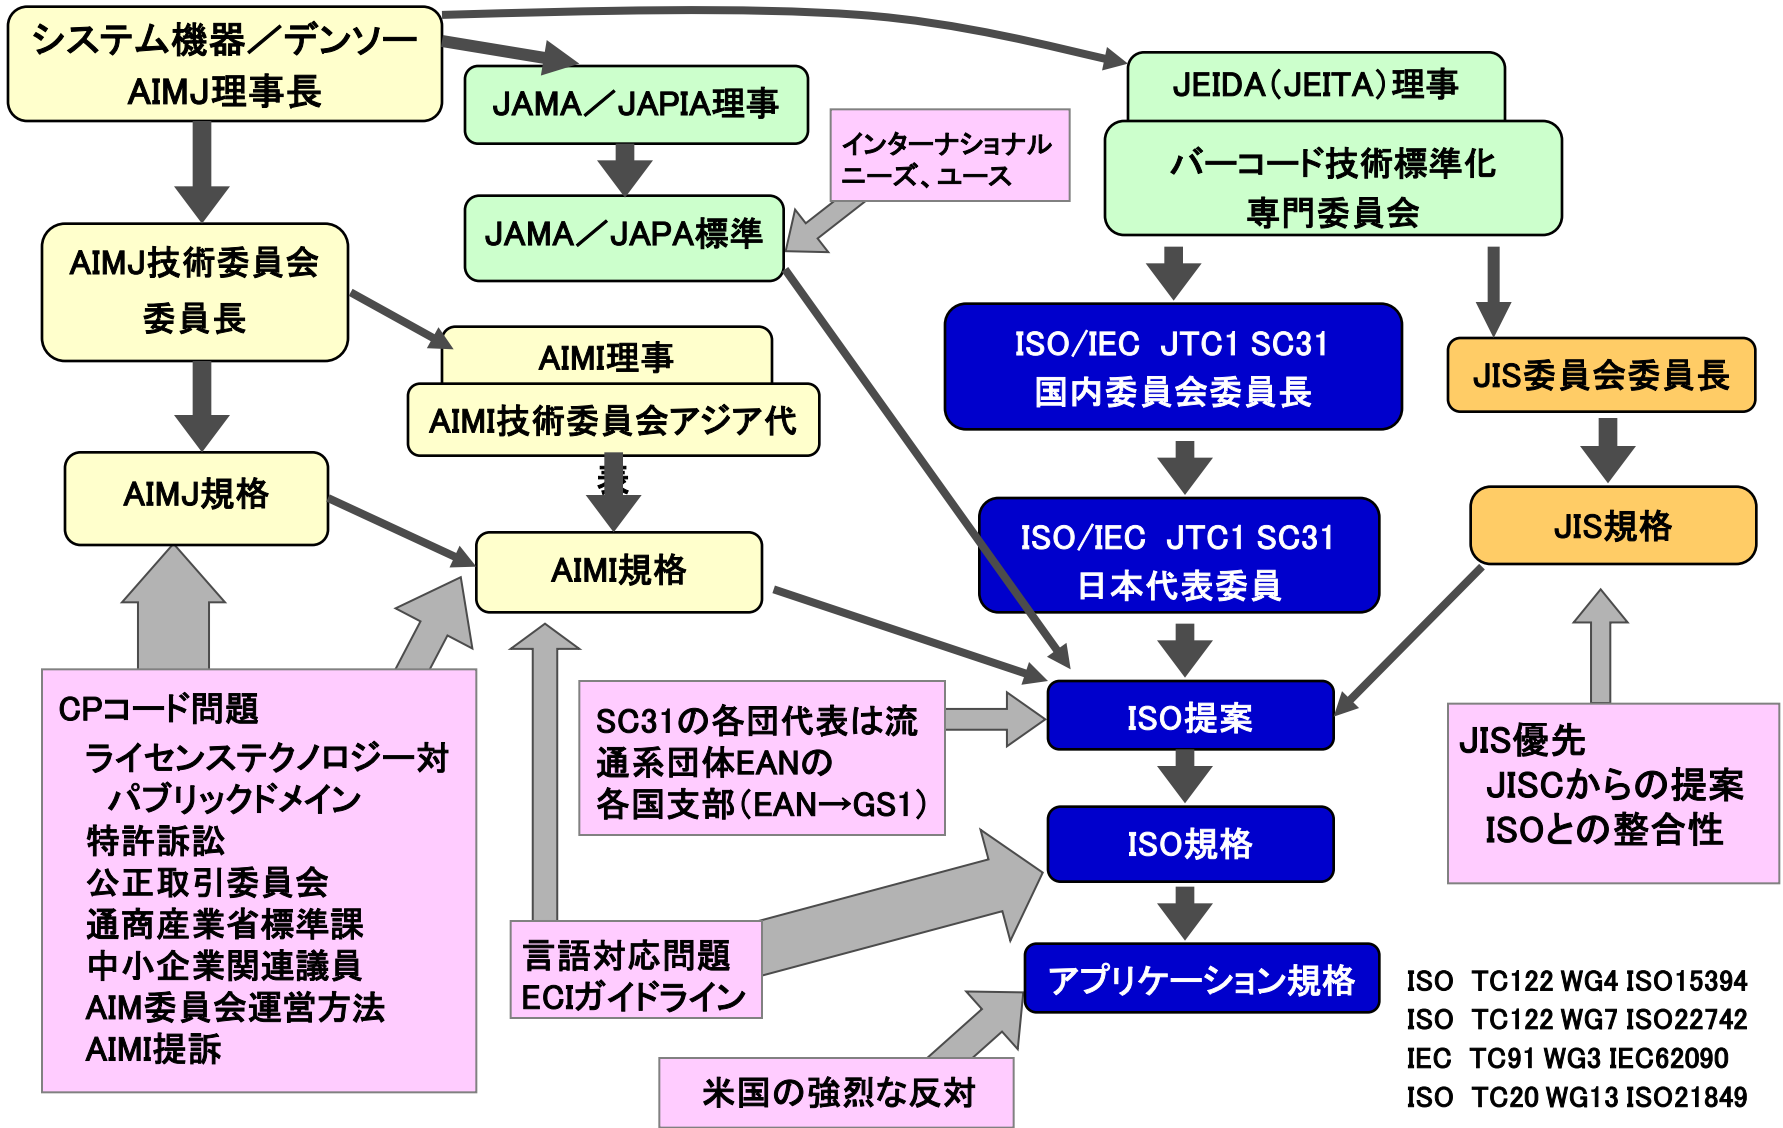 システム機器／デンソー
AIMJ理事長
JAMA／JAPIA理事
JEIDA（JEITA）理事
バーコード技術標準化
専門委員会
インターナショナル
ニーズ、ユース
JAMA／JAPA標準
AIMJ技術委員会
委員長
AIMI理事
AIMI技術委員会アジア代
表
ISO/IEC JTC1 SC31
国内委員会委員長
JIS委員会委員長
AIMJ規格
AIMI規格
ISO/IEC JTC1 SC31
日本代表委員
JIS規格
CPコード問題
ライセンステクノロジー対
パブリックドメイン
特許訴訟
公正取引委員会
通商産業省標準課
中小企業関連議員
AIM委員会運営方法
AIMI提訴
SC31の各団代表は流
通系団体EANの
各国支部（EAN→GS1）
ISO提案
ISO規格
アプリケーション規格
JIS優先
JISCからの提案
ISOとの整合性
言語対応問題
ECIガイドライン
米国の強烈な反対
ISO TC122 WG4 ISO15394
ISO TC122 WG7 ISO22742
IEC TC91 WG3 IEC62090
ISO TC20 WG13 ISO21849